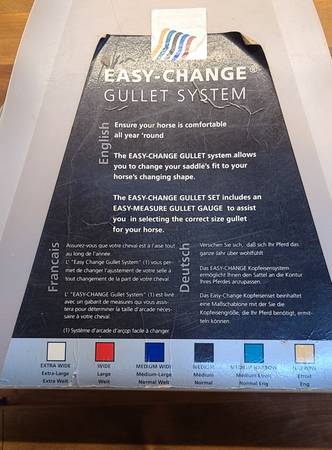 EASY-CHANGE®
GULLET SYSTEM
English
Ensure your horse is comfortable
all year 'round
The EASY-CHANGE GULLET system allows
you to change your saddle's fit to your
horse's changing shape.
The EASY-CHANGE GULLET SET includes an
EASY-MEASURE GULLET GAUGE to assist
you in selecting the correct size gullet
for your horse.
Francais
Assurez-vous que votre cheval est à l'aise tout
au long de l'année.
L' "Easy Change Gullet System" (1) vous per-
met de changer l'ajustement de votre selle à
tout changement de la part de votre cheval
L' "EASY-CHANGE Gullet System" (1) est livré
avec un gabarit de mesures qui vous assis-
tera pour déterminer la taille d'arcade néces-
saire à votre cheval.
(1) Système d'arcade d'arçon facile à changer
Deutsch
Versichen Sie sich, daß sich Ihr Pferd das
ganze Jahr über wohlfühlt
Das EASY-CHANGE Kopfeisensystem
ermöglicht Ihnen den Sattel an die Kontur
Ihres Pferdes anzupassen.
Das Easy-Change Kopfeisenset beinhaltet
eine Maßschablone mit der Sie die
Kopfeisengröße, die Ihr Pferd benötigt, ermit-
teln können.
EXTRA WIDE
Extra-Large
Extra Weit
WIDE
Large
Weit
MEDIUM WIDE
Médium-Large
Normal Weit
MEDIUM
Médium
Normal
MEDIUM NARROW
Médium Étroit
Normal Eng
NARROW
Étroit
Eng